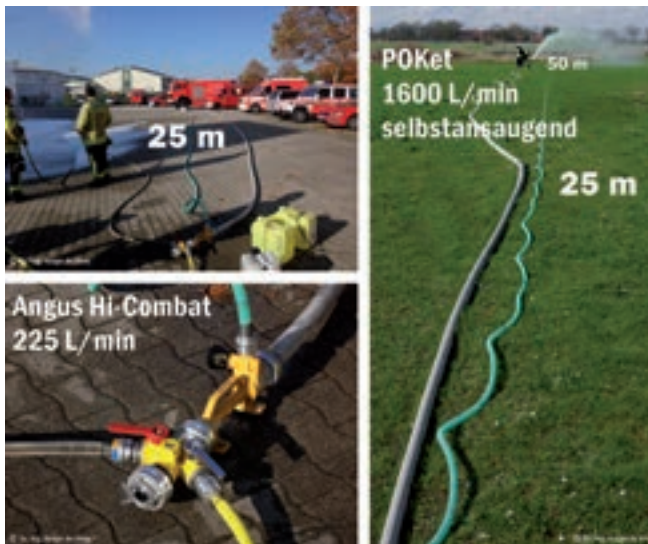 25 m
Angus Hi-Combat
225 L/min
POKet
1600 L/min
selbstansaugend
50 m
25 m